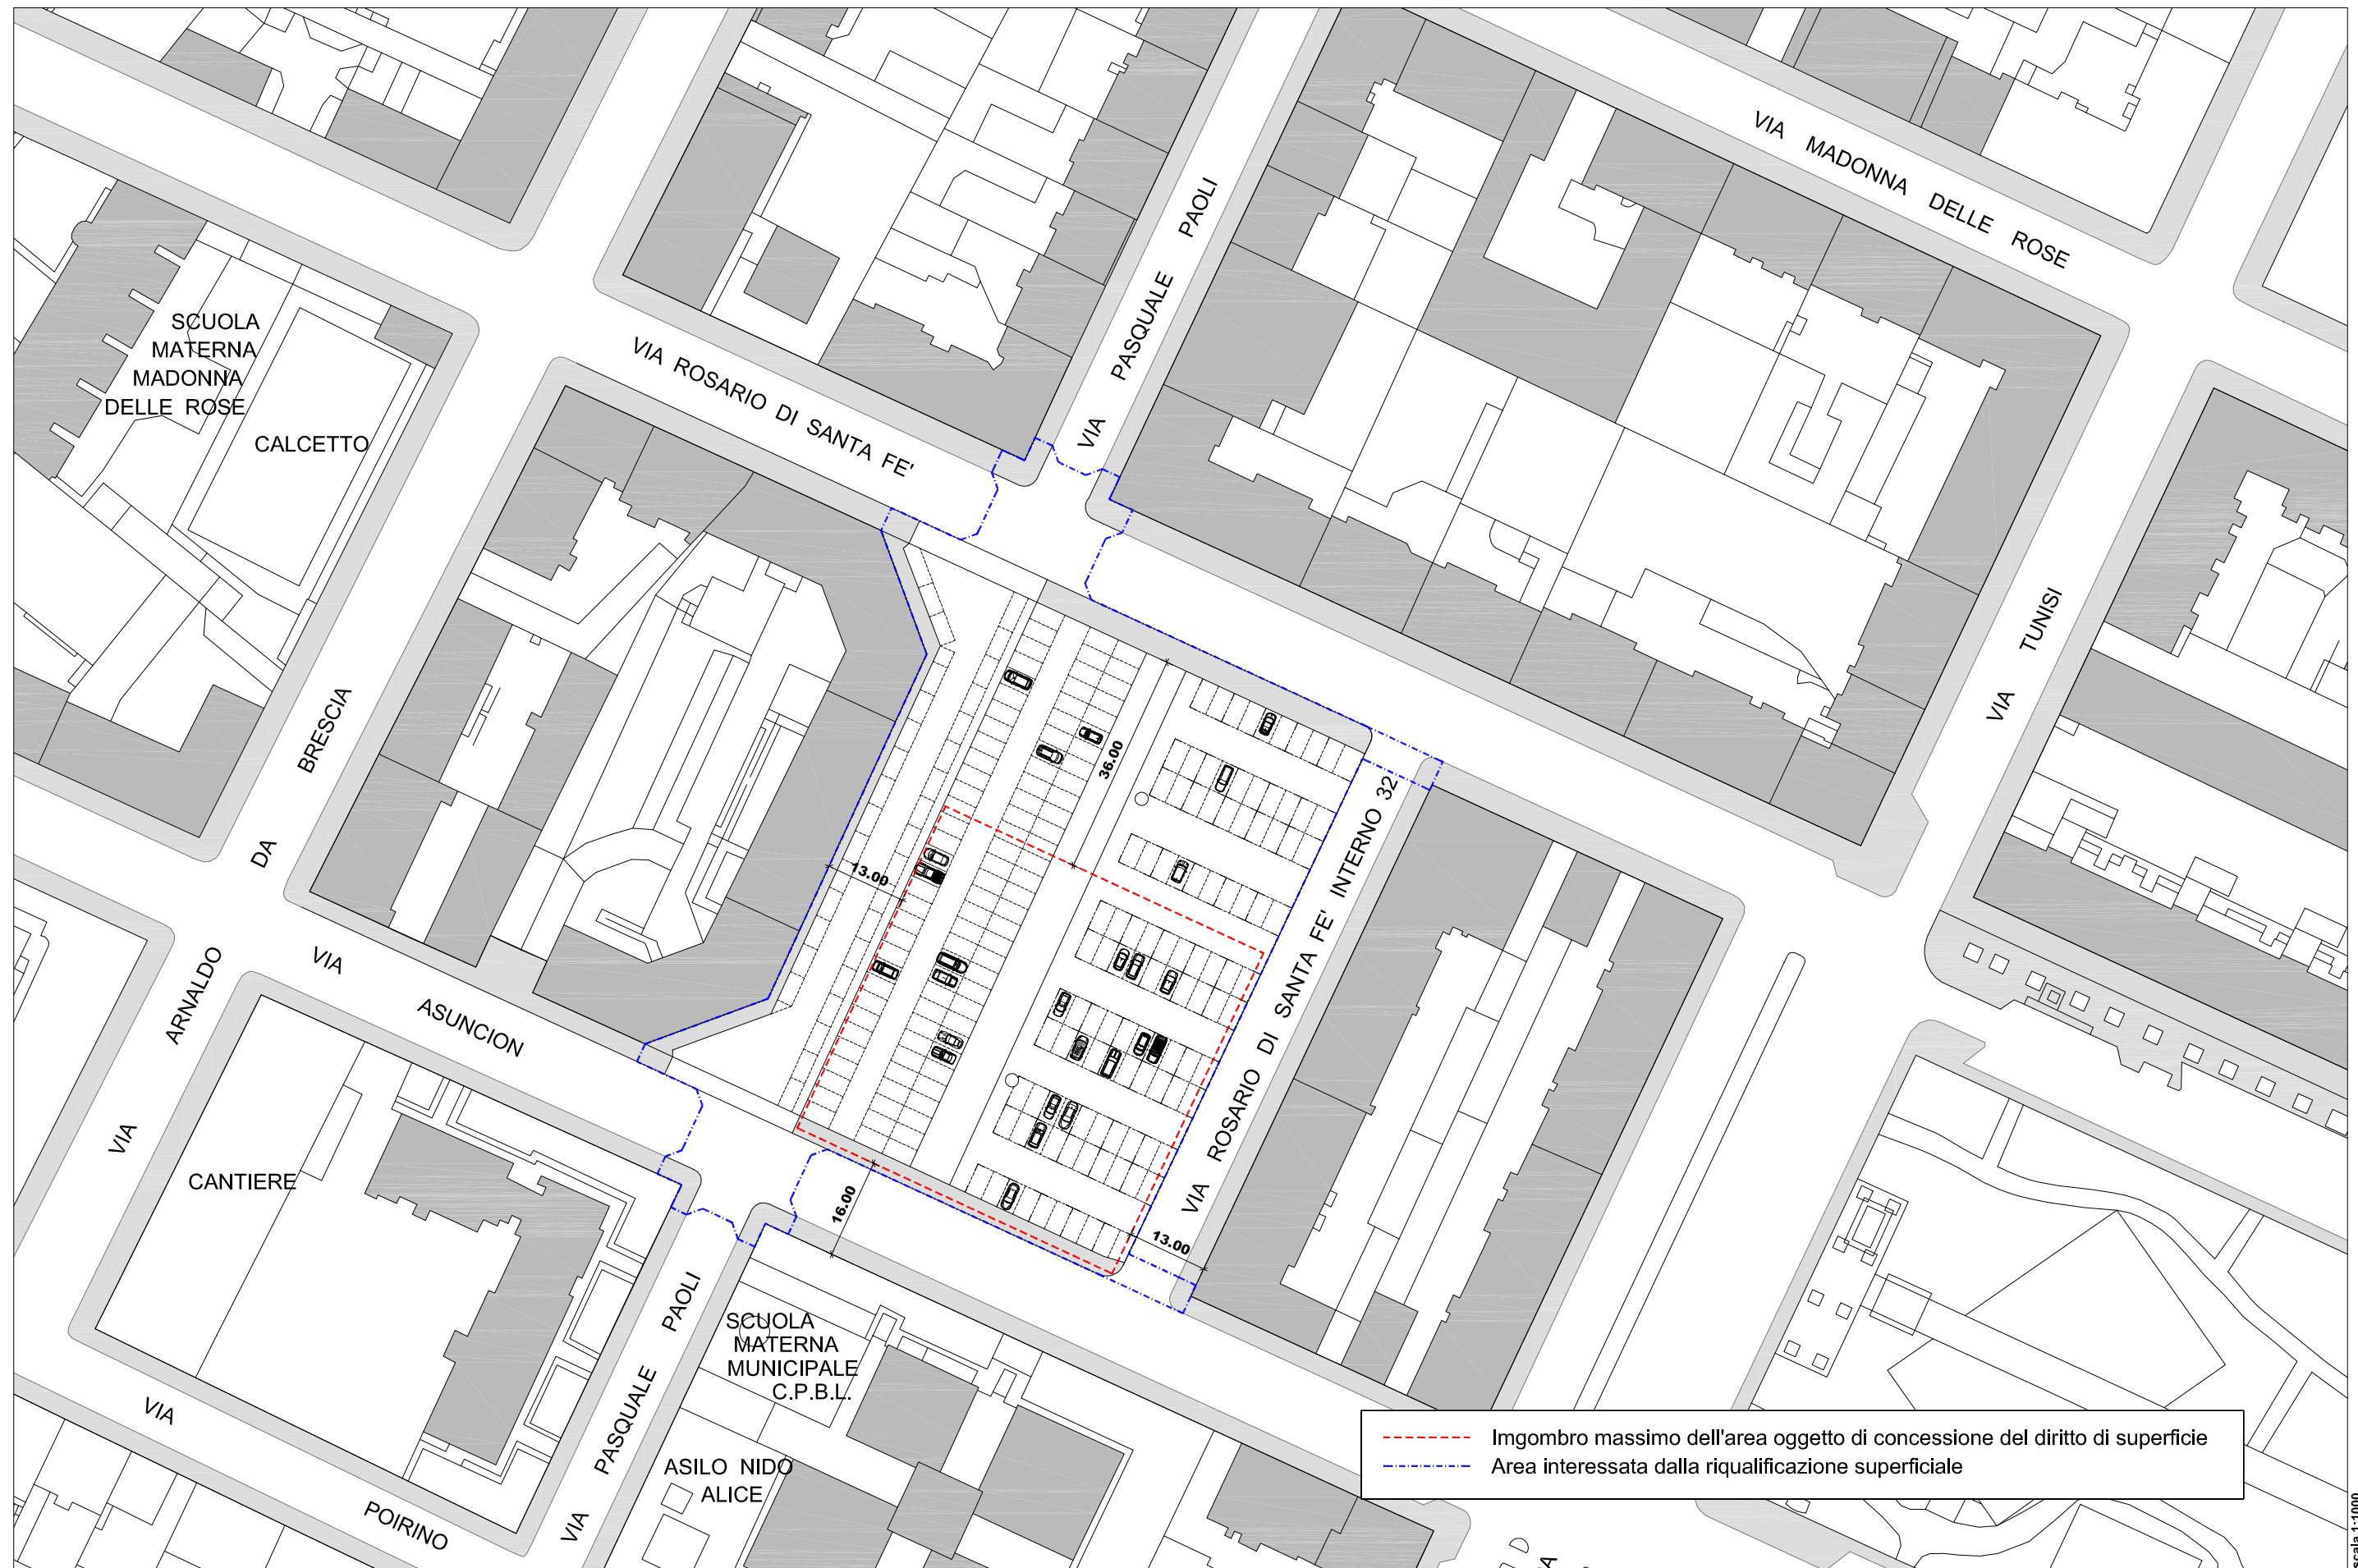 VIA MADONNA DELLE ROSE
VIA PASQUALE PAOLI
SCUOLA
MATERNA
MADONNA
DELLE ROSE
CALCETTO
VIA ROSARIO DI SANTA FE'
VIA TUNISI
VIA ARNALDO DA BRESCIA
36.00
13.00
VIA ROSARIO DI SANTA FE' INTERNO 32
VIA ASUNCION
CANTIERE
16.00
13.00
VIA PASQUALE PAOLI
SCUOLA
MATERNA
MUNICIPALE
C.P.B.L.
ASILO NIDO
ALICE
VIA POIRINO
Imgombro massimo dell'area oggetto di concessione del diritto di superficie
Area interessata dalla riqualificazione superficiale
scala 1:1000